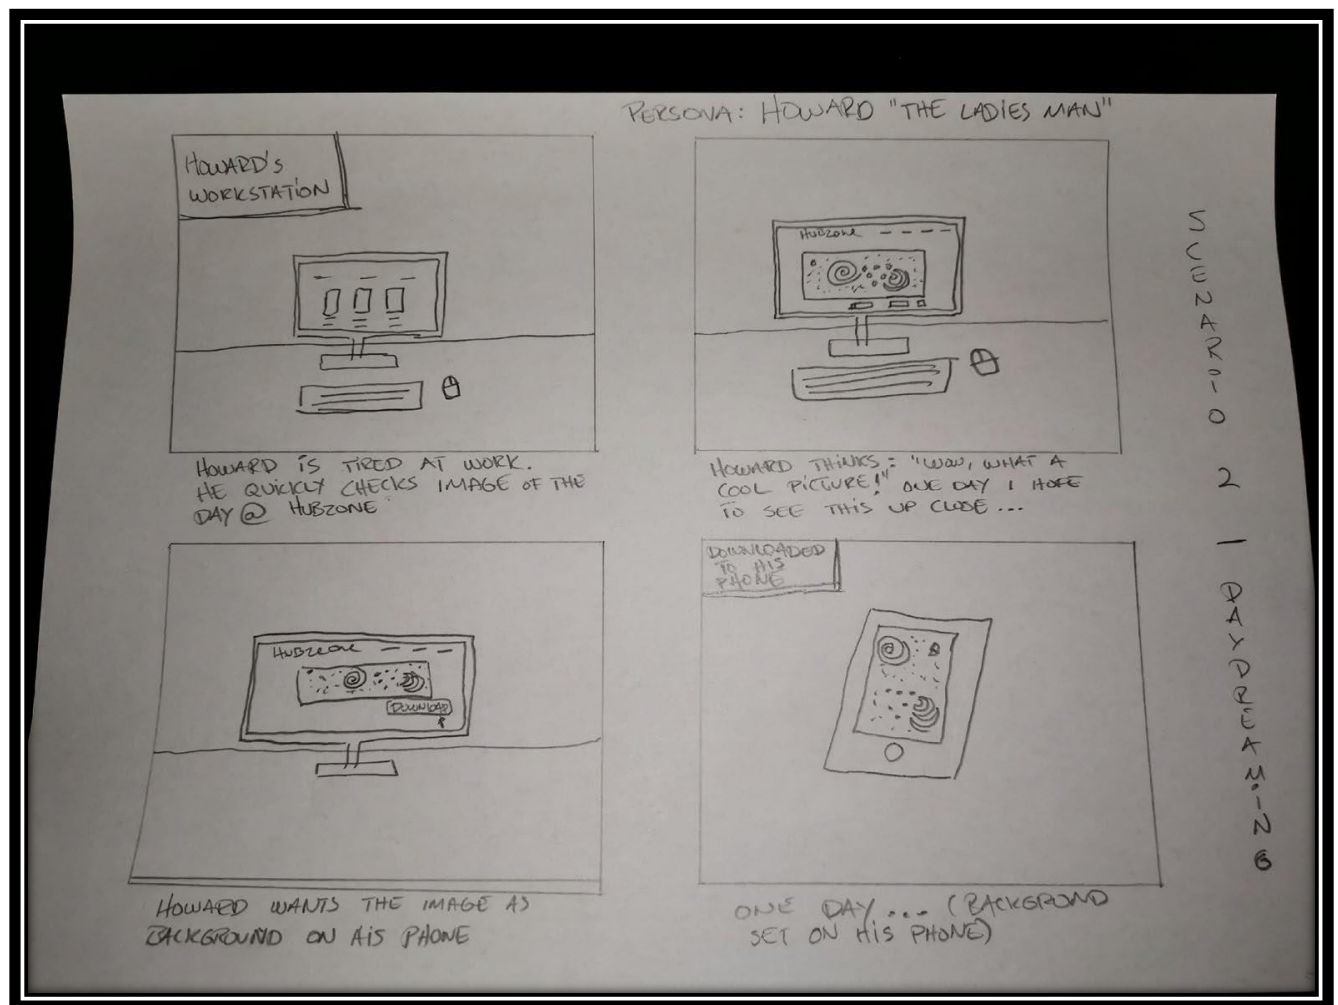 PERSONA: HOWARD "THE LADIES MAN"
HOWARD'S
WORKSTATION
HOWARD IS TIRED AT WORK.
HE QUICKLY CHECKS IMAGE OF THE
DAY @ HUBZONE
HUBZONE
HOWARD THINKS: "WOW, WHAT A
COOL PICTURE!" ONE DAY I HOPE
TO SEE THIS UP CLOSE...
HUBZONE
DOWNLOAD
HOWARD WANTS THE IMAGE AS
BACKGROUND ON HIS PHONE
DOWNLOADED
TO HIS
PHONE
ONE DAY... (BACKGROND
SET ON HIS PHONE)
SCENARIO 2 - DAYDREAMING